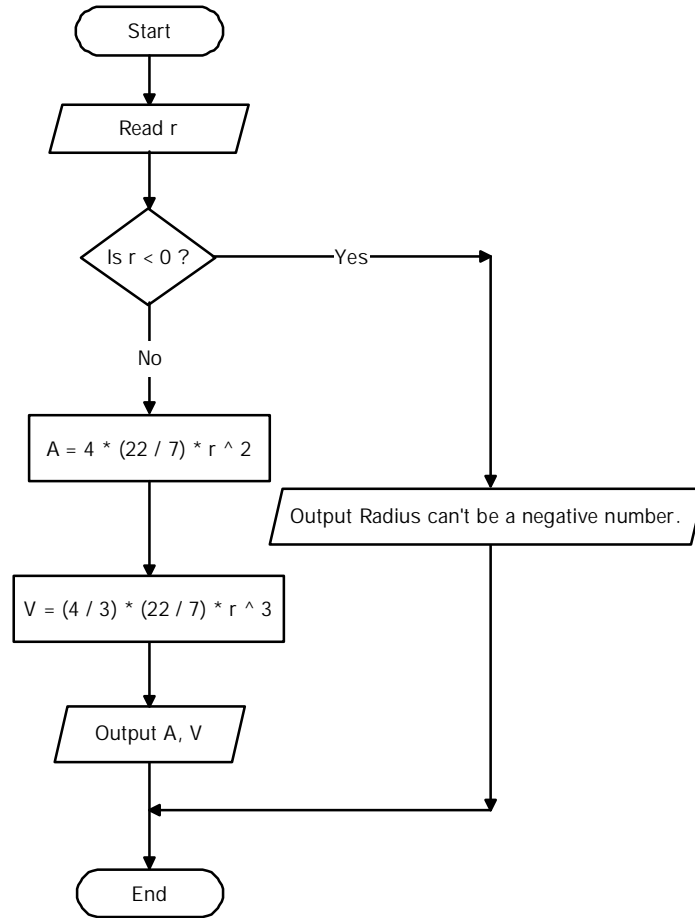 Start
Read r
Is r < 0 ?
Yes
No
A = 4 * (22 / 7) * r ^ 2
Output Radius can't be a negative number.
V = (4 / 3) * (22 / 7) * r ^ 3
Output A, V
End